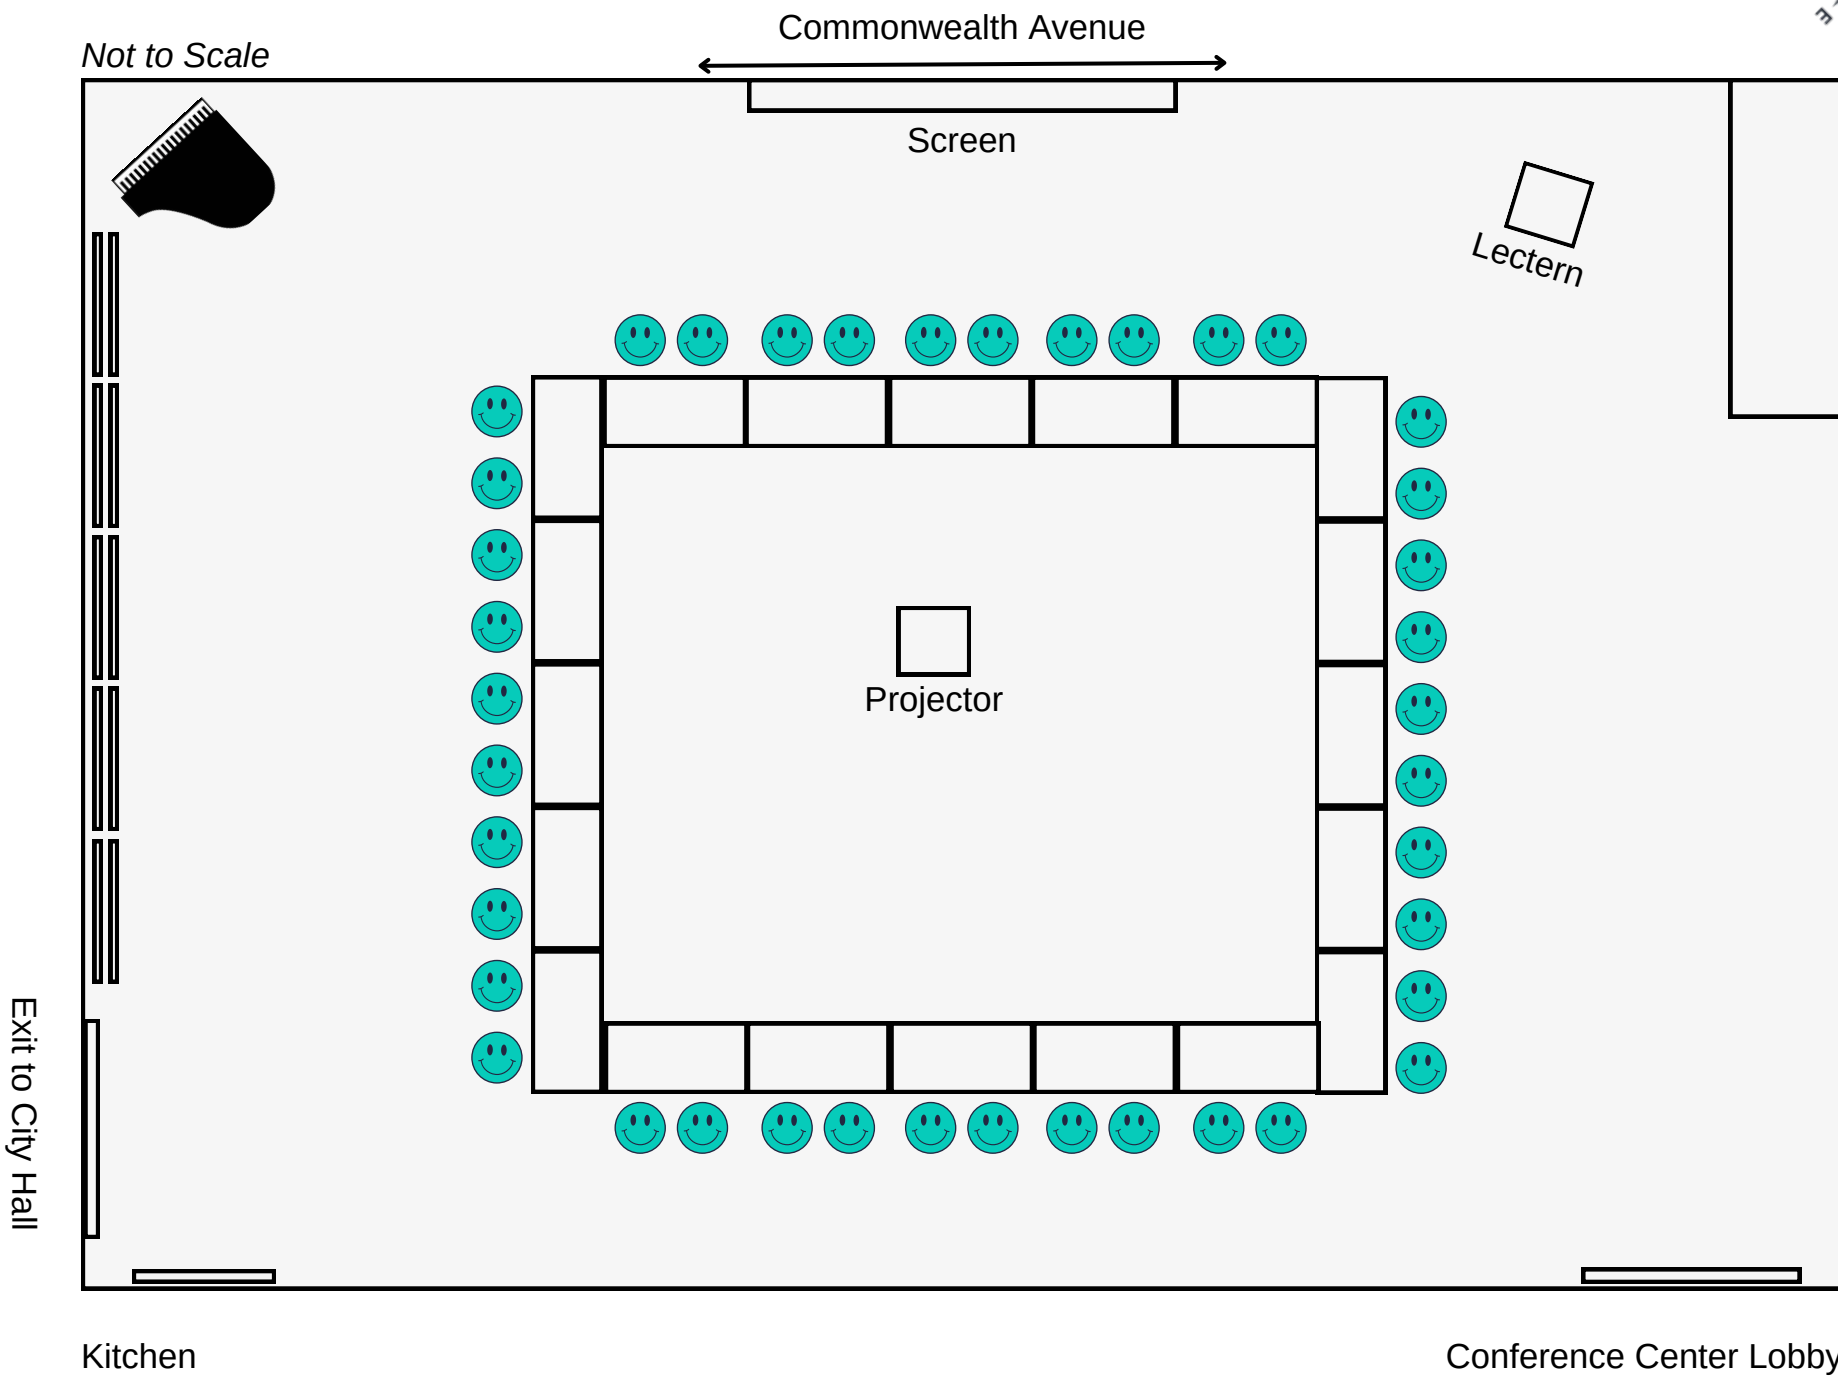 Commonwealth Avenue
Not to Scale
Screen
Lectern
Projector
Exit to City Hall
Kitchen
Conference Center Lobby